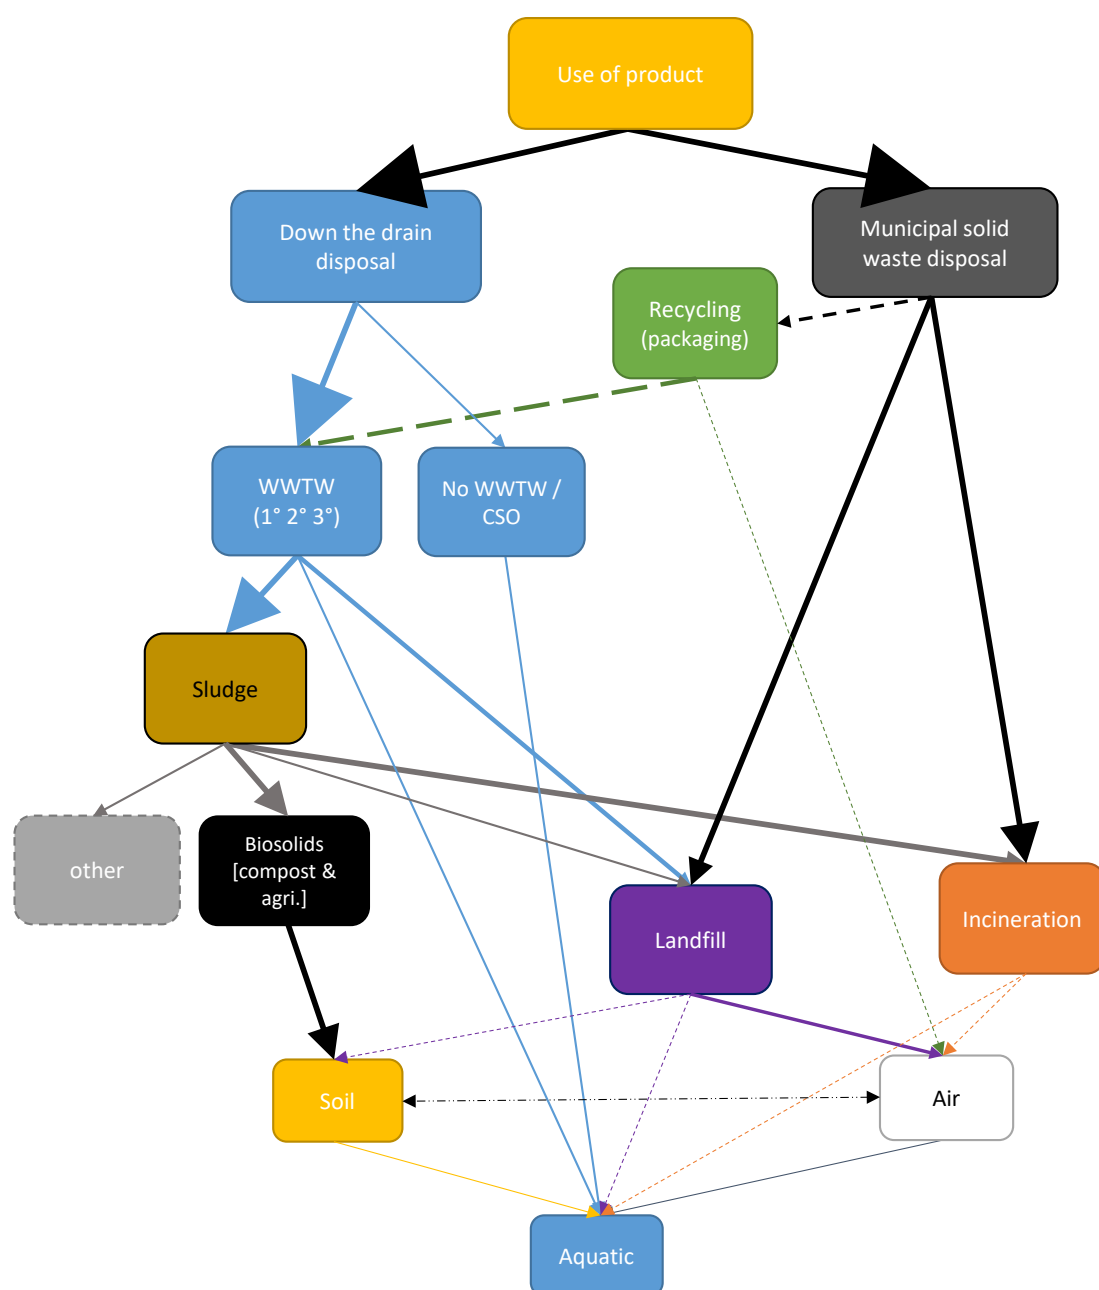 Use of product
Down the drain
disposal
Municipal solid
waste disposal
Recycling
(packaging)
WWTW
(1° 2° 3°)
No WWTW /
CSO
Sludge
other
Biosolids
[compost &
agri.]
Landfill
Incineration
Soil
Air
Aquatic